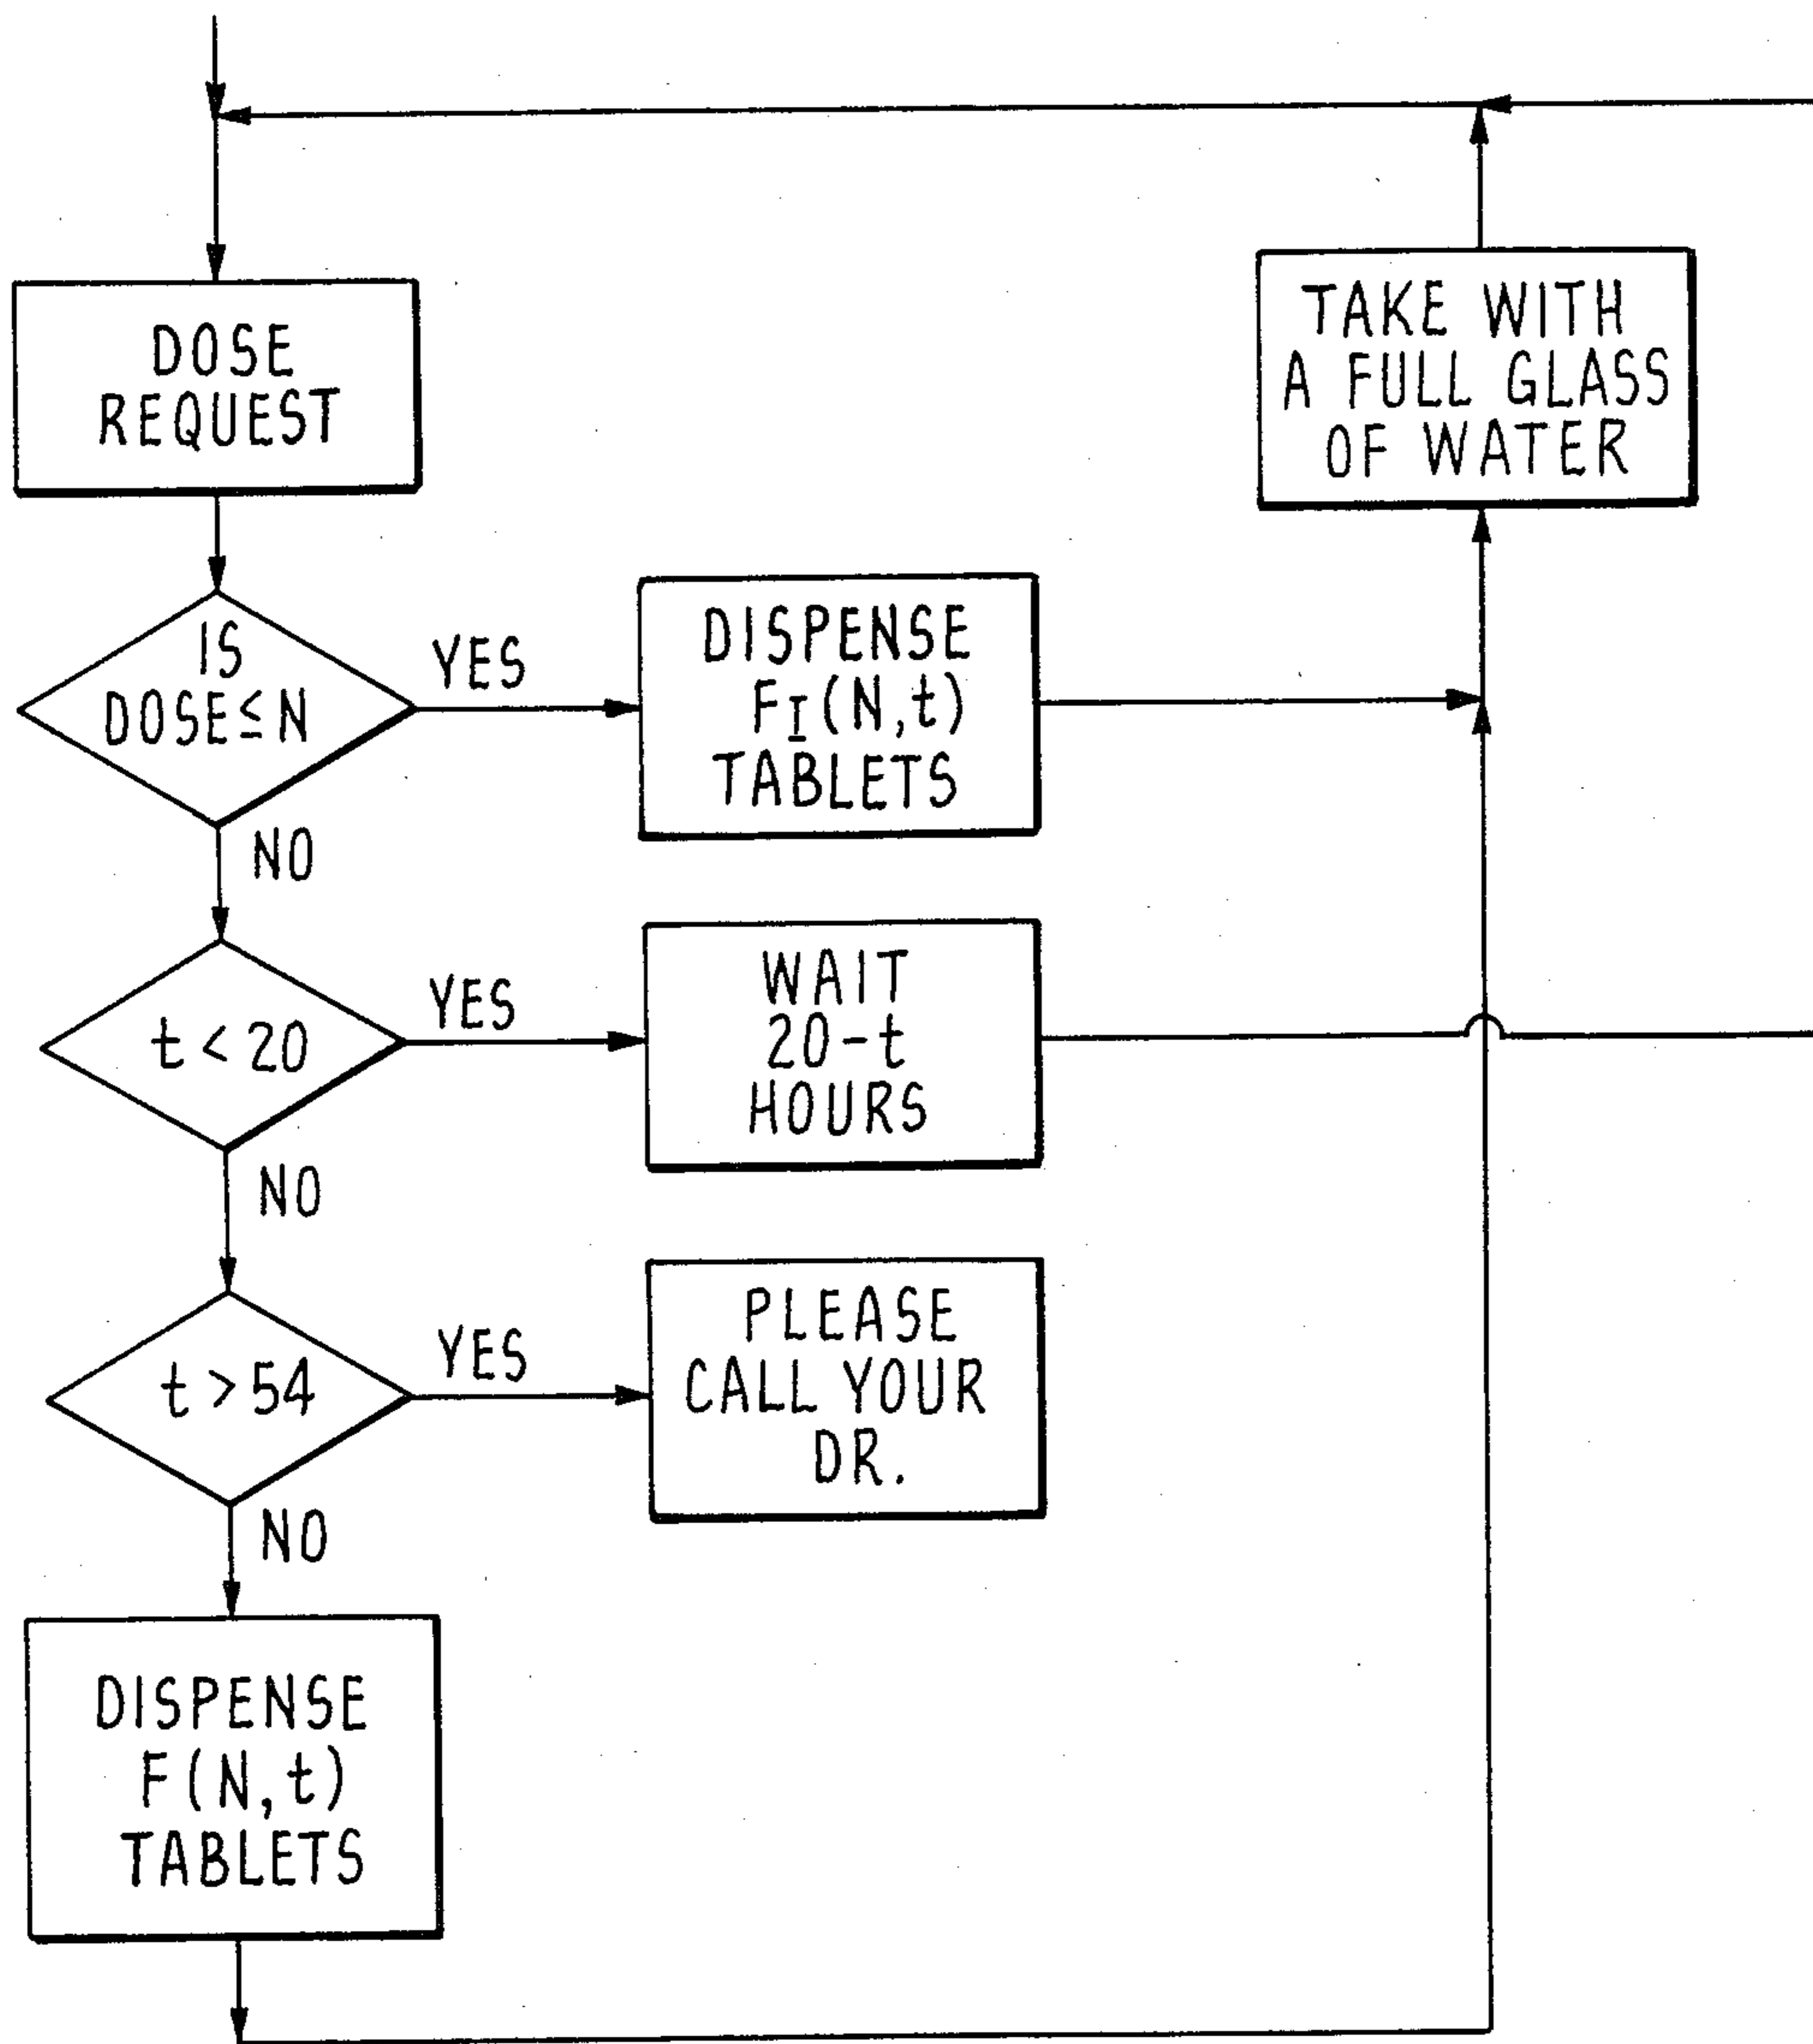 DOSE
REQUEST
TAKE WITH
A FULL GLASS
OF WATER
IS
DOSE≤N
YES
DISPENSE
F_I(N,t)
TABLETS
NO
t < 20
YES
WAIT
20-t
HOURS
NO
t > 54
YES
PLEASE
CALL YOUR
DR.
NO
DISPENSE
F(N,t)
TABLETS